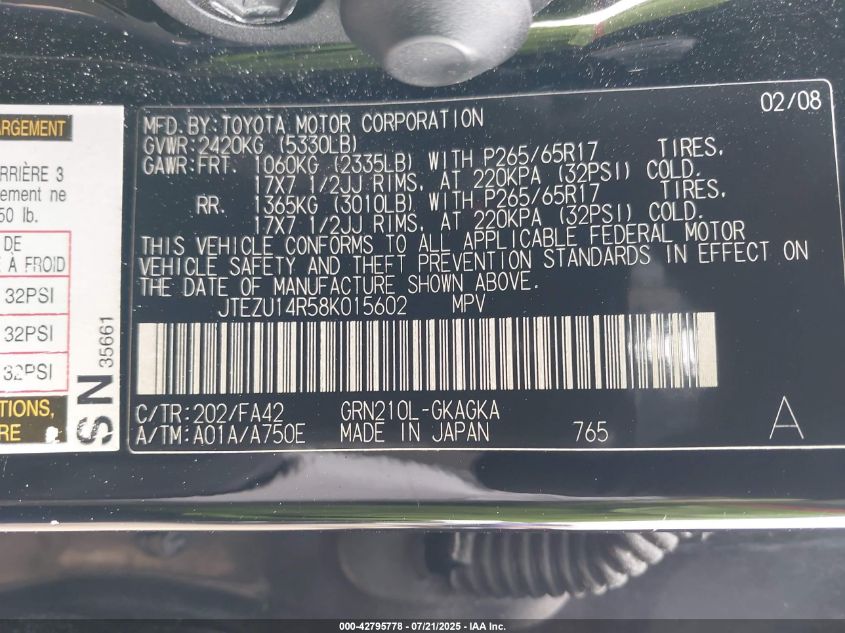 ARGEMENT
RRIÈRE 3
ement ne
50 lb.
DE
E À FROID
32PSI
32PSI
32PSI
TIONS,
RE
SN 35661
02/08
MFD.BY:TOYOTA MOTOR CORPORATION
GVWR:2420KG (5330LB)
GAWR:FRT. 1060KG (2335LB) WITH P265/65R17 TIRES,
17X7 1/2JJ RIMS, AT 220KPA (32PSI) COLD.
RR. 1365KG (3010LB) WITH P265/65R17 TIRES,
17X7 1/2JJ RIMS, AT 220KPA (32PSI) COLD.
THIS VEHICLE CONFORMS TO ALL APPLICABLE FEDERAL MOTOR
VEHICLE SAFETY AND THEFT PREVENTION STANDARDS IN EFFECT ON
THE DATE OF MANUFACTURE SHOWN ABOVE.
JTEZU14R58K015602 MPV
C/TR:202/FA42 GRN210L-GKAGKA
A/TM:A01A/A750E MADE IN JAPAN 765 A
000-42795778 - 07/21/2025 - IAA Inc.